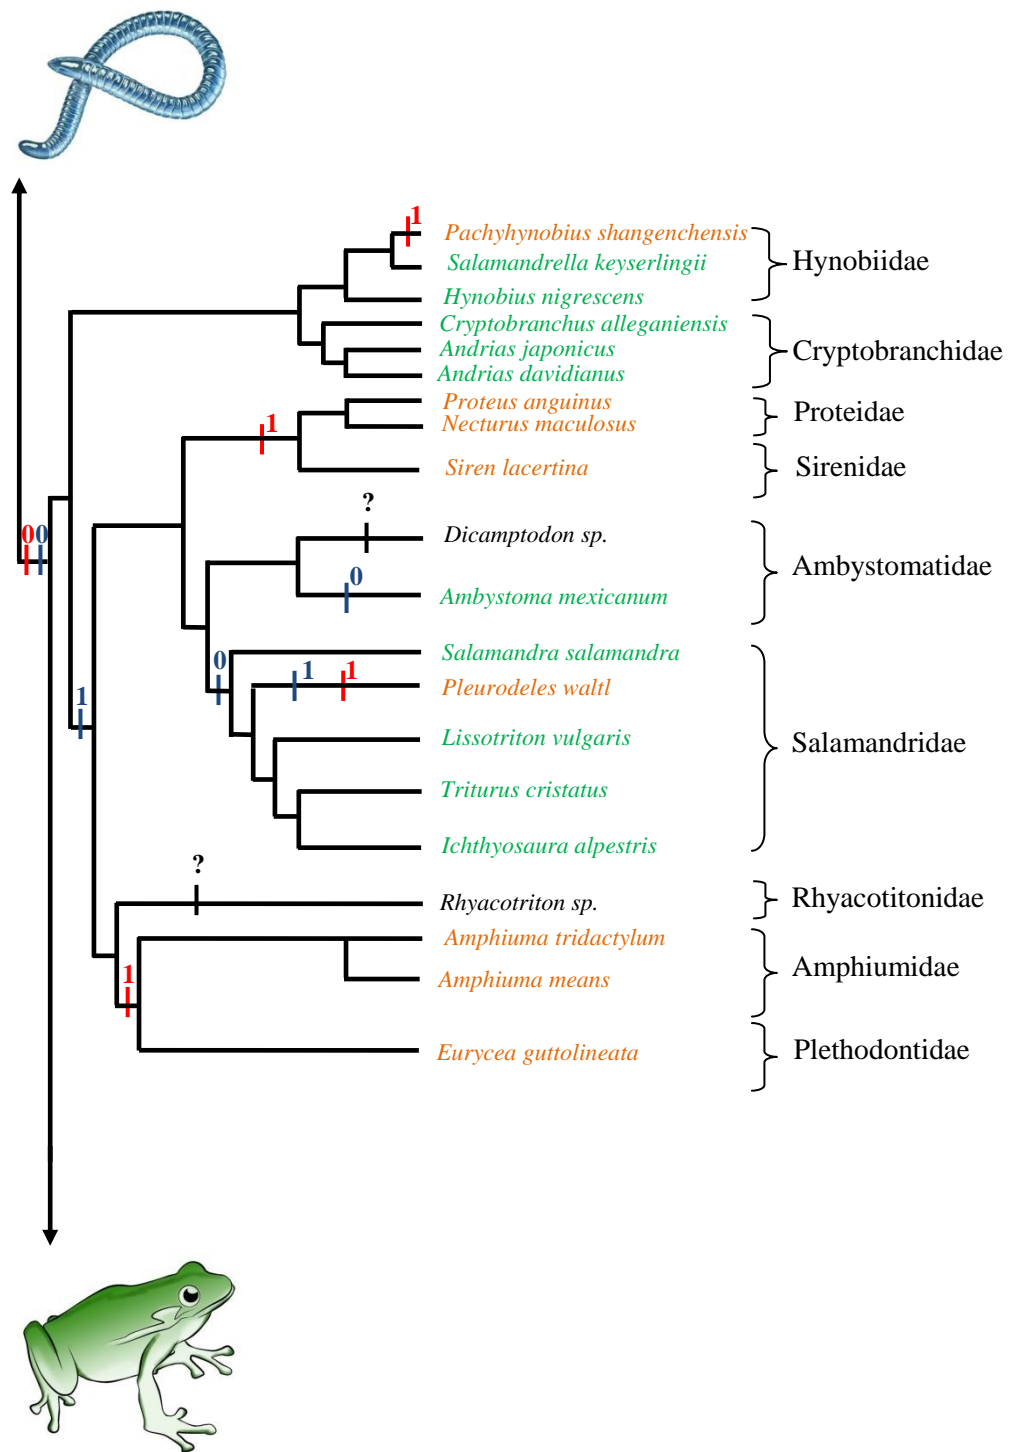 1
Pachyhynobius shangenchensis
Salamandrella keyserlingii
Hynobius nigrescens
Hynobiidae
Cryptobranchus alleganiensis
Andrias japonicus
Andrias davidianus
Cryptobranchidae
Proteus anguinus
Necturus maculosus
Proteidae
1
Siren lacertina
Sirenidae
?
Dicamptodon sp.
00
0
Ambystoma mexicanum
Ambystomatidae
0
Salamandra salamandra
1 1
Pleurodeles waltl
1
Lissotriton vulgaris
Salamandridae
Triturus cristatus
Ichthyosaura alpestris
?
Rhyacotriton sp.
Rhyacotitonidae
Amphiuma tridactylum
1
Amphiuma means
Amphiumidae
Eurycea guttolineata
Plethodontidae